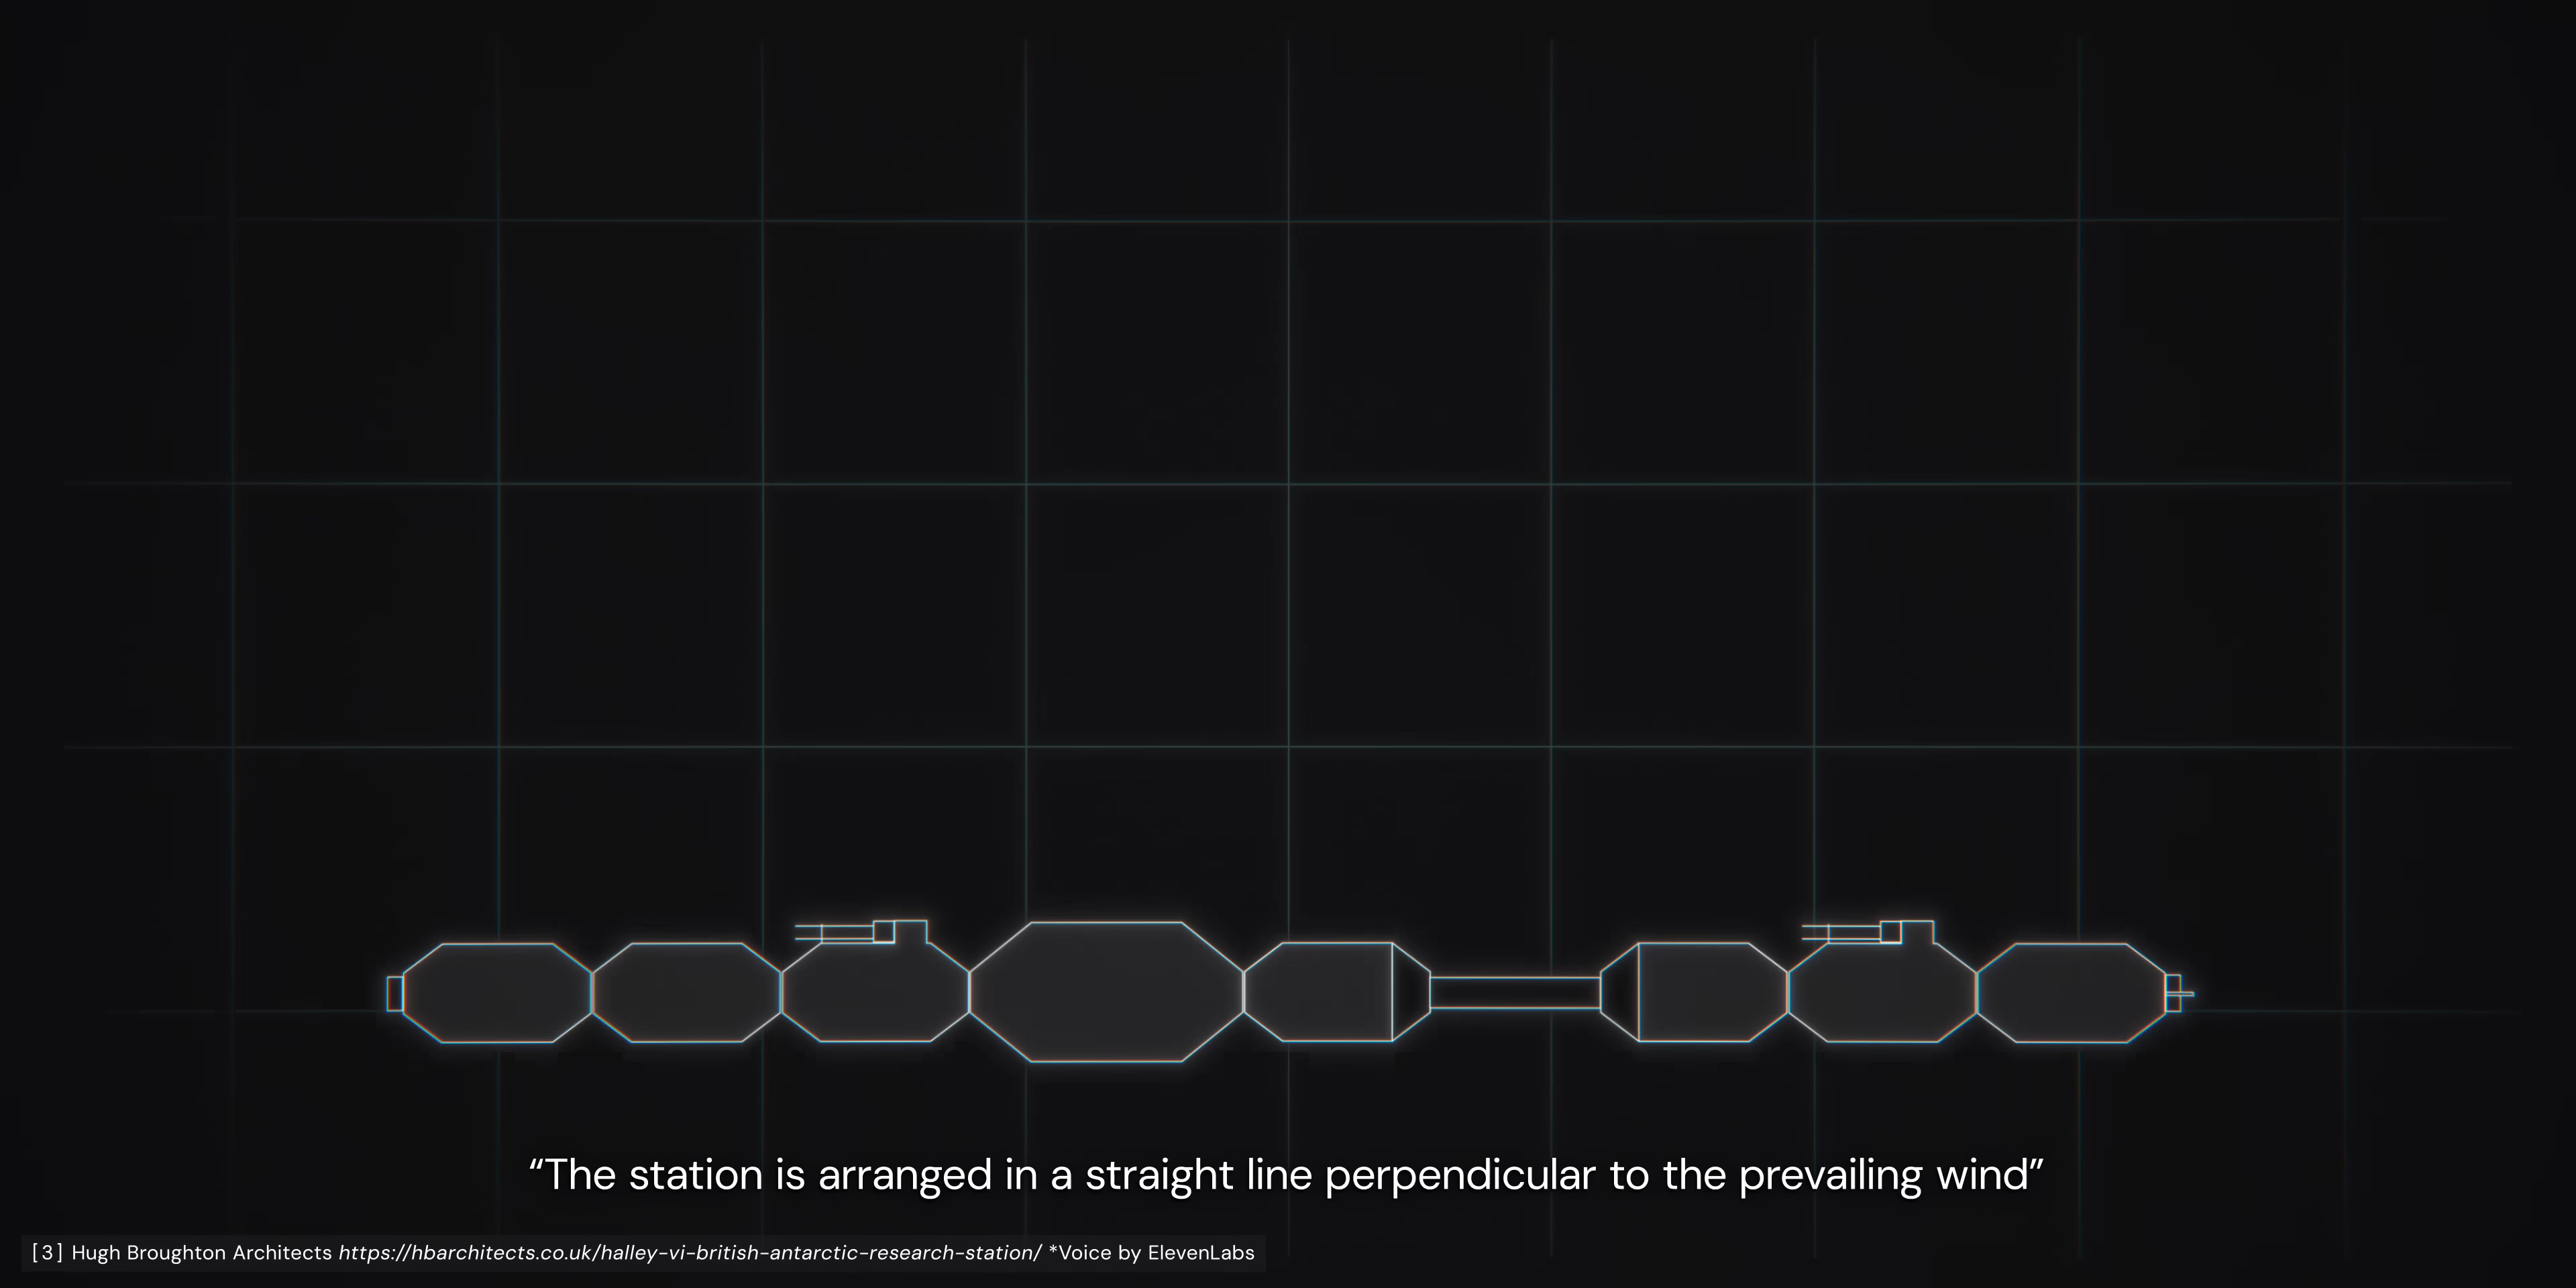 “The station is arranged in a straight line perpendicular to the prevailing wind”
[3] Hugh Broughton Architects https://hbarchitects.co.uk/halley-vi-british-antarctic-research-station/ *Voice by ElevenLabs